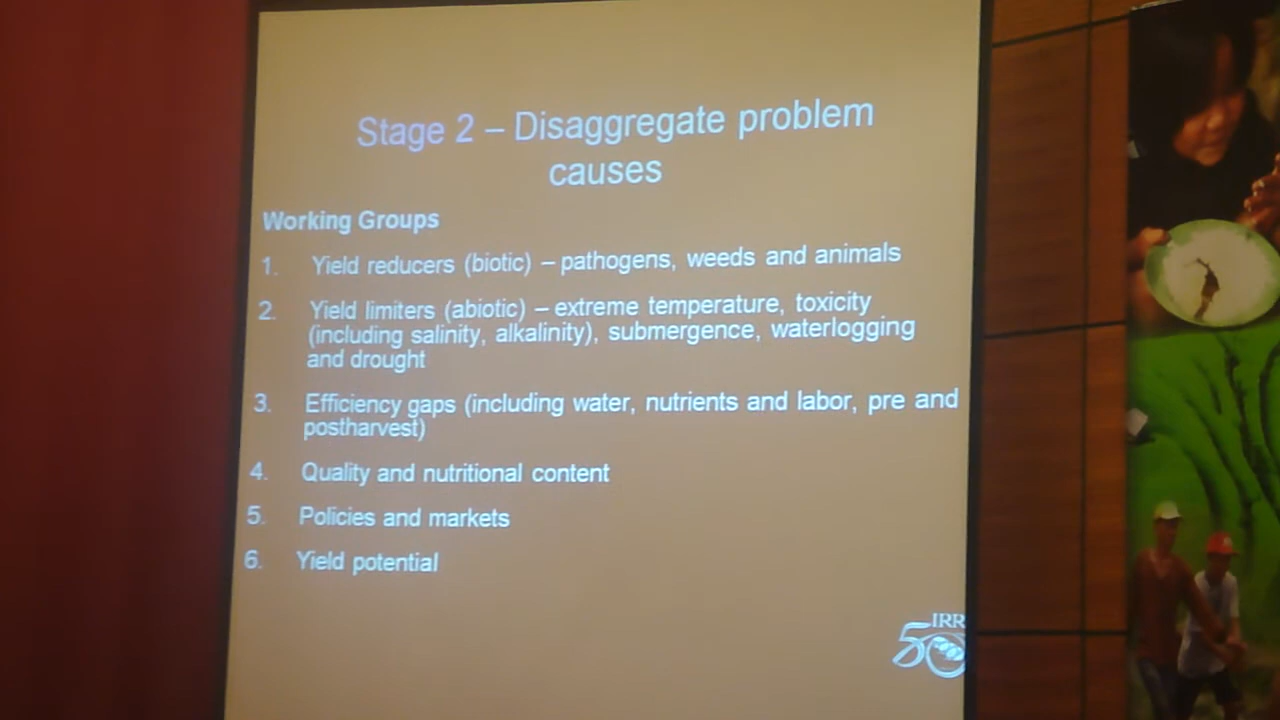 Stage 2 – Disaggregate problem
causes
Working Groups
1. Yield reducers (biotic) – pathogens, weeds and animals
2. Yield limiters (abiotic) – extreme temperature, toxicity
(including salinity, alkalinity), submergence, waterlogging
and drought
3. Efficiency gaps (including water, nutrients and labor, pre and
postharvest)
4. Quality and nutritional content
5. Policies and markets
6. Yield potential
IRR
50